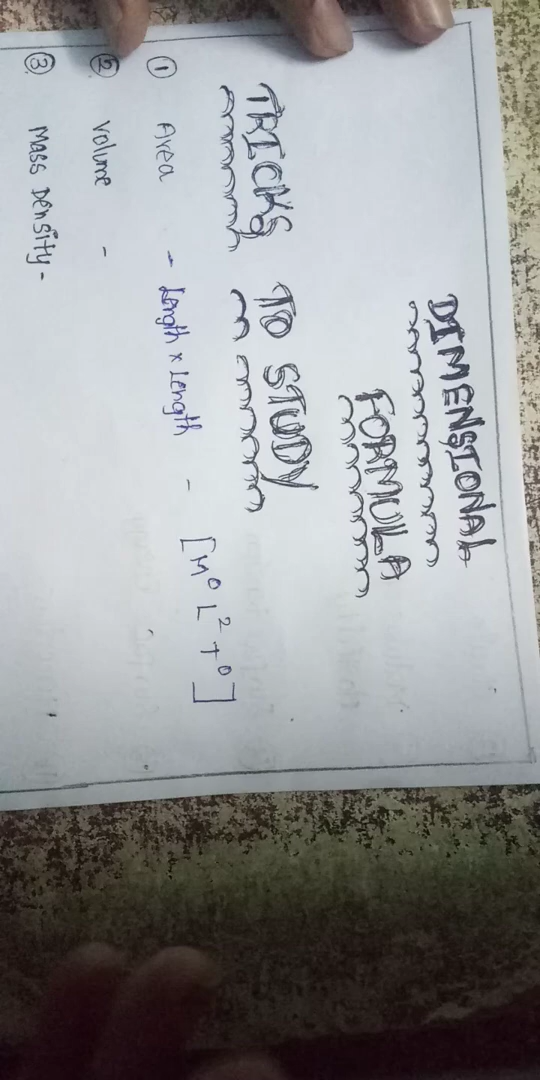 DIMENSIONAL
FORMULA
TRICKS TO STUDY
① Area - Length × Length - [M⁰ L² T⁰]
② Volume -
③ Mass Density -